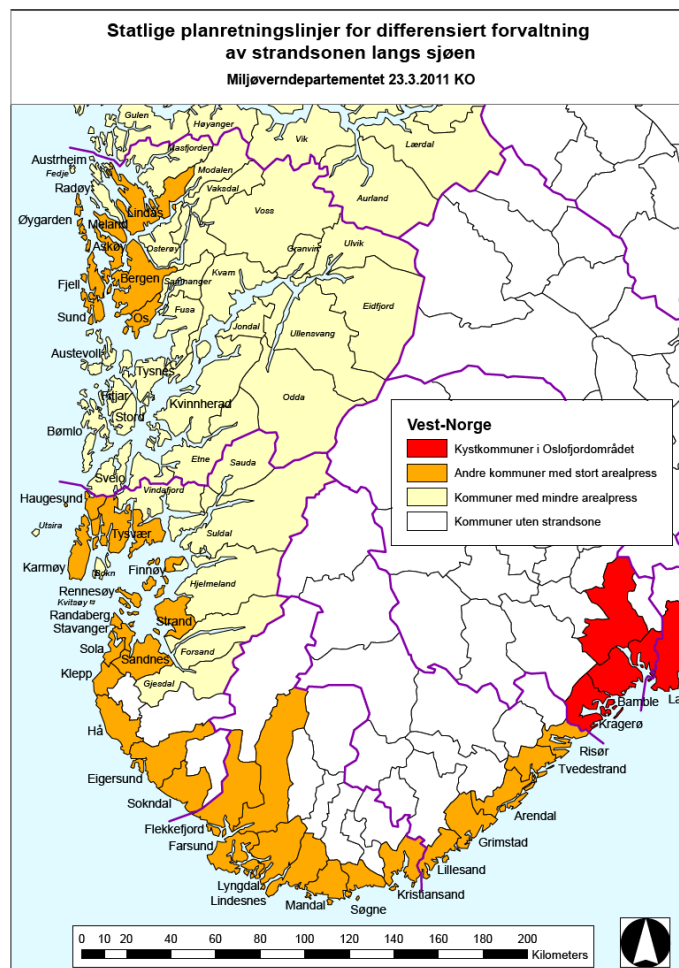 Statlige planretningslinjer for differensiert forvaltning
av strandsonen langs sjøen
Miljøverndepartementet 23.3.2011 KO
Gulen
Høyanger
Vik
Lærdal
Austrheim
Masfjorden
Fedje
Modalen
Radøy
Vaksdal
Aurland
Lindås
Voss
Øygarden
Meland
Askøy
Osterøy
Granvin
Ulvik
Bergen
Kvam
Samnanger
Fjell
Eidfjord
Fusa
Sund
Os
Jondal
Ullensvang
Austevoll
Tysnes
Fitjar
Kvinnherad
Odda
Stord
Bømlo
Etne
Sauda
Sveio
Vindafjord
Haugesund
Utsira
Tysvær
Suldal
Karmøy
Bokn
Finnøy
Hjelmeland
Rennesøy
Kvitsøy
Randaberg
Strand
Stavanger
Sola
Sandnes
Forsand
Klepp
Gjesdal
Hå
Eigersund
Sokndal
Flekkefjord
Farsund
Lyngdal
Lindesnes
Mandal
Søgne
Kristiansand
Lillesand
Grimstad
Arendal
Tvedestrand
Risør
Kragerø
Bamble
La
Vest-Norge
Kystkommuner i Oslofjordområdet
Andre kommuner med stort arealpress
Kommuner med mindre arealpress
Kommuner uten strandsone
0 10 20 40 60 80 100 120 140 160 180 200
Kilometers